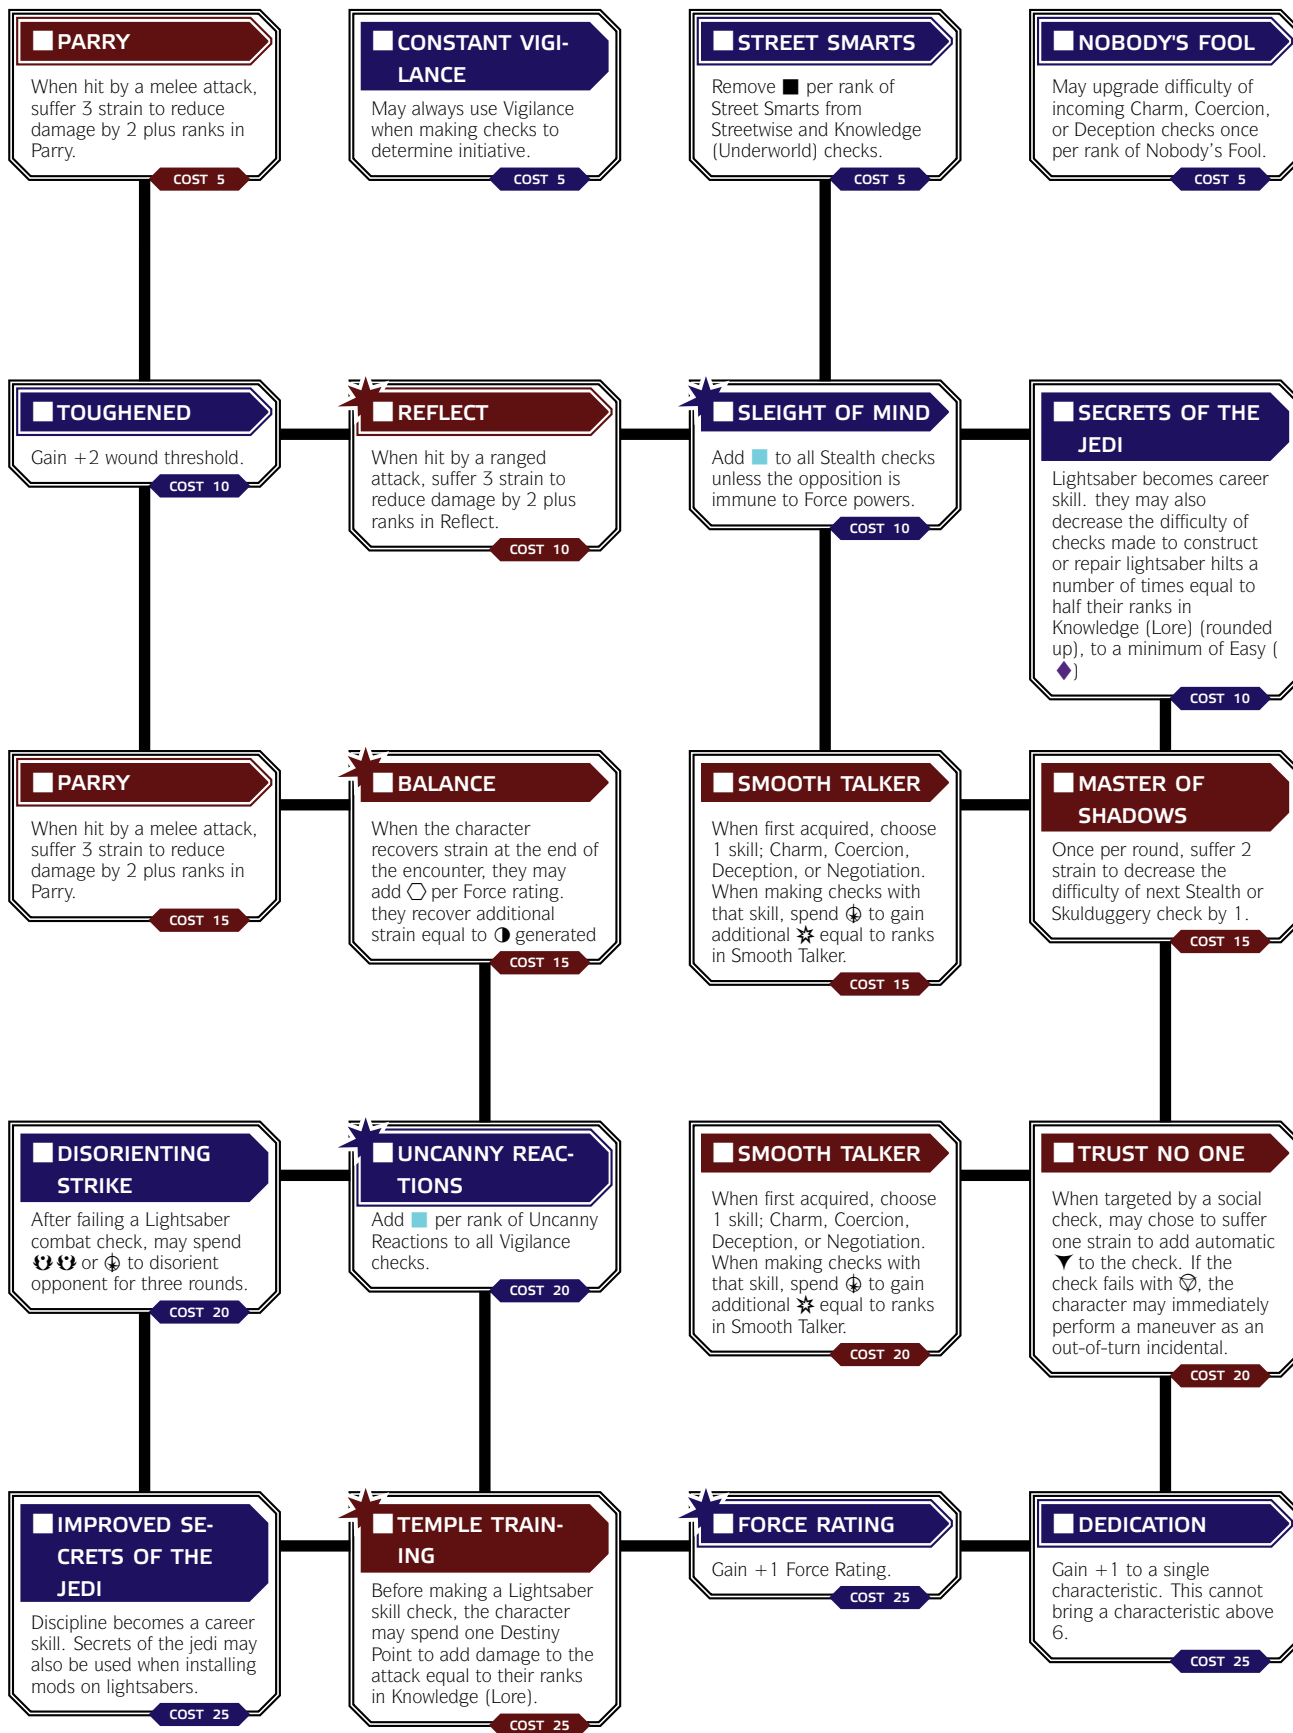 PARRY
When hit by a melee attack,
suffer 3 strain to reduce
damage by 2 plus ranks in
Parry.
COST 5
CONSTANT VIGI-
LANCE
May always use Vigilance
when making checks to
determine initiative.
COST 5
STREET SMARTS
Remove ■ per rank of
Street Smarts from
Streetwise and Knowledge
(Underworld) checks.
COST 5
NOBODY'S FOOL
May upgrade difficulty of
incoming Charm, Coercion,
or Deception checks once
per rank of Nobody's Fool.
COST 5
TOUGHENED
Gain +2 wound threshold.
COST 10
REFLECT
When hit by a ranged
attack, suffer 3 strain to
reduce damage by 2 plus
ranks in Reflect.
COST 10
SLEIGHT OF MIND
Add ■ to all Stealth checks
unless the opposition is
immune to Force powers.
COST 10
SECRETS OF THE
JEDI
Lightsaber becomes career
skill. they may also
decrease the difficulty of
checks made to construct
or repair lightsaber hilts a
number of times equal to
half their ranks in
Knowledge (Lore) (rounded
up), to a minimum of Easy (
◆)
COST 10
PARRY
When hit by a melee attack,
suffer 3 strain to reduce
damage by 2 plus ranks in
Parry.
COST 15
BALANCE
When the character
recovers strain at the end of
the encounter, they may
add ⬡ per Force rating.
they recover additional
strain equal to ◑ generated
COST 15
SMOOTH TALKER
When first acquired, choose
1 skill; Charm, Coercion,
Deception, or Negotiation.
When making checks with
that skill, spend to gain
additional equal to ranks
in Smooth Talker.
COST 15
MASTER OF
SHADOWS
Once per round, suffer 2
strain to decrease the
difficulty of next Stealth or
Skulduggery check by 1.
COST 15
DISORIENTING
STRIKE
After failing a Lightsaber
combat check, may spend
or to disorient
opponent for three rounds.
COST 20
UNCANNY REAC-
TIONS
Add ■ per rank of Uncanny
Reactions to all Vigilance
checks.
COST 20
SMOOTH TALKER
When first acquired, choose
1 skill; Charm, Coercion,
Deception, or Negotiation.
When making checks with
that skill, spend to gain
additional equal to ranks
in Smooth Talker.
COST 20
TRUST NO ONE
When targeted by a social
check, may chose to suffer
one strain to add automatic
to the check. If the
check fails with , the
character may immediately
perform a maneuver as an
out-of-turn incidental.
COST 20
IMPROVED SE-
CRETS OF THE
JEDI
Discipline becomes a career
skill. Secrets of the jedi may
also be used when installing
mods on lightsabers.
COST 25
TEMPLE TRAIN-
ING
Before making a Lightsaber
skill check, the character
may spend one Destiny
Point to add damage to the
attack equal to their ranks
in Knowledge (Lore).
COST 25
FORCE RATING
Gain +1 Force Rating.
COST 25
DEDICATION
Gain +1 to a single
characteristic. This cannot
bring a characteristic above
6.
COST 25